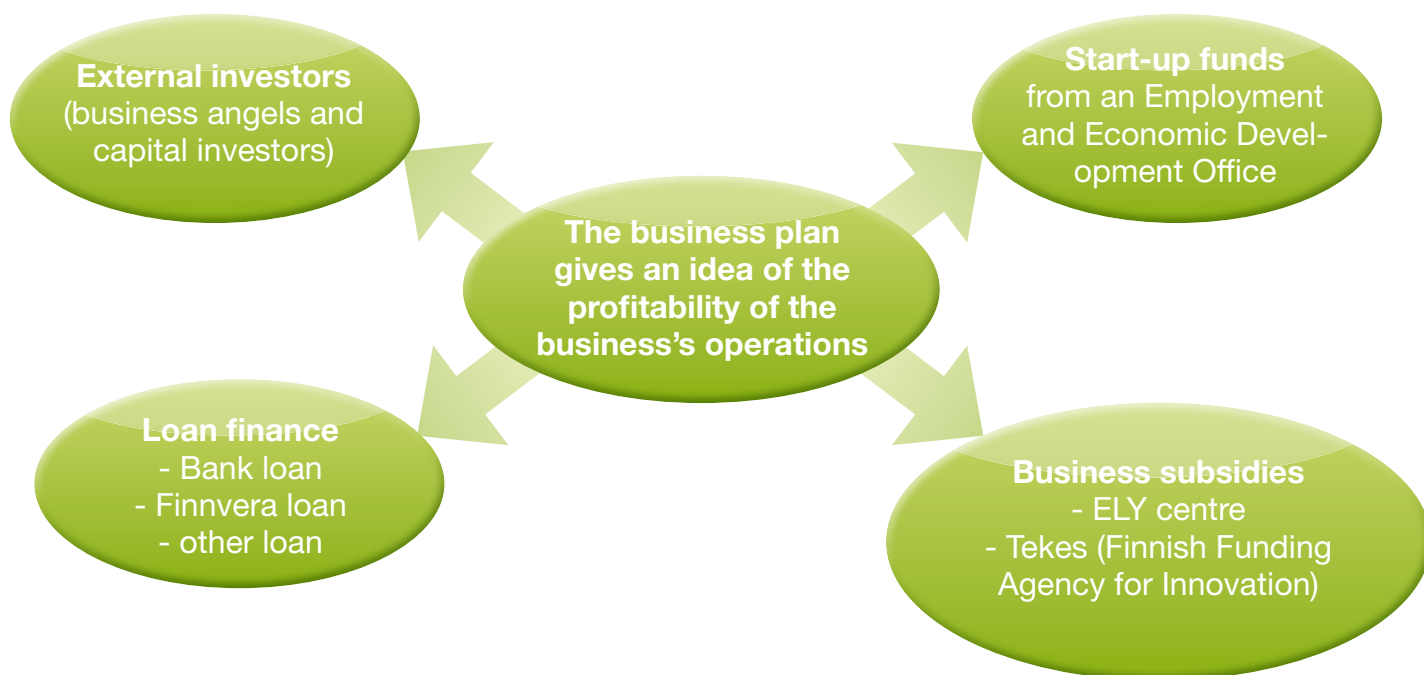 External investors
(business angels and
capital investors)
Start-up funds
from an Employment
and Economic Devel-
opment Office
The business plan
gives an idea of the
profitability of the
business’s operations
Loan finance
- Bank loan
- Finnvera loan
- other loan
Business subsidies
- ELY centre
- Tekes (Finnish Funding
Agency for Innovation)